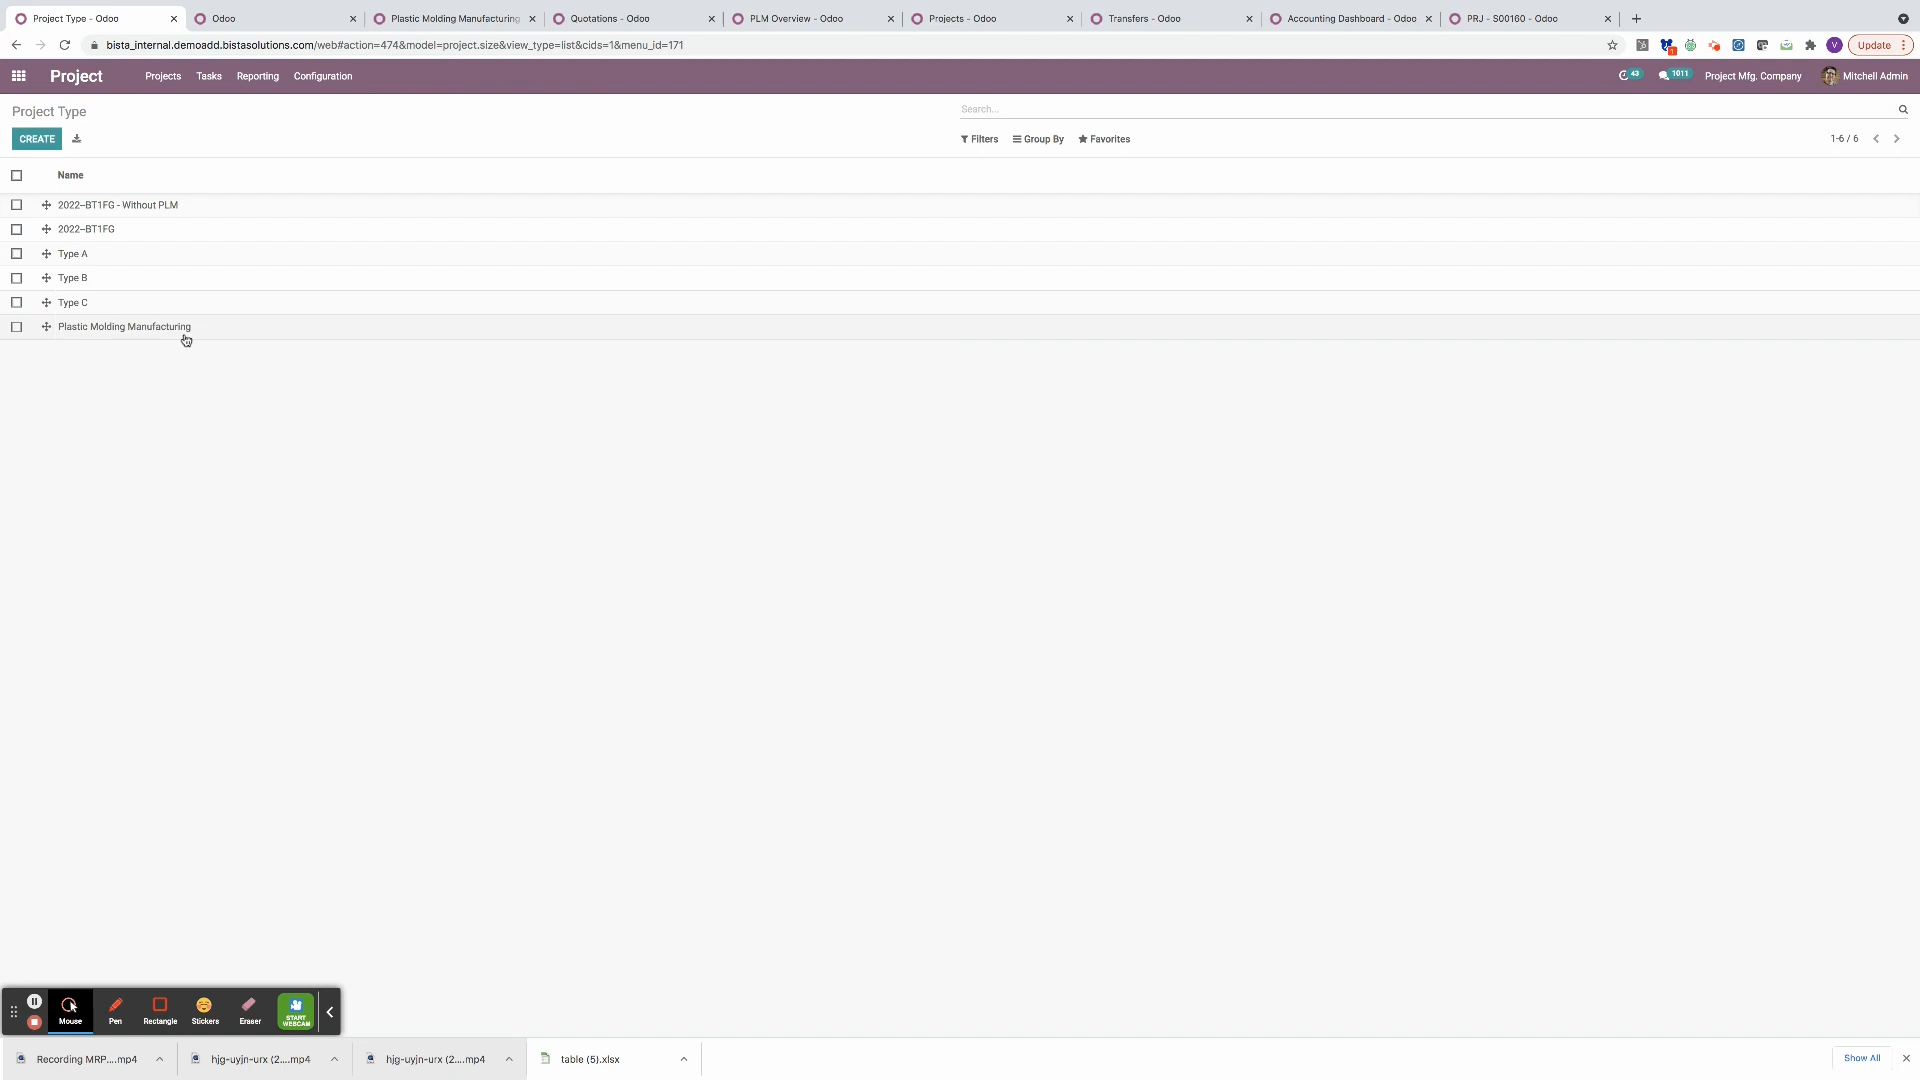 Project Type - Odoo
Odoo
Plastic Molding Manufacturing
Quotations - Odoo
PLM Overview - Odoo
Projects - Odoo
Transfers - Odoo
Accounting Dashboard - Odoo
PRJ - S00160 - Odoo
bista_internal.demoadd.bistasolutions.com/web#action=474&model=project.size&view_type=list&cids=1&menu_id=171
1
V
Update
Project
Projects
Tasks
Reporting
Configuration
43
1011
Project Mfg. Company
Mitchell Admin
Project Type
Search...
CREATE
Filters
Group By
Favorites
1-6 / 6
Name
2022–BT1FG - Without PLM
2022–BT1FG
Type A
Type B
Type C
Plastic Molding Manufacturing
Mouse
Pen
Rectangle
Stickers
Eraser
START
WEBCAM
Recording MRP....mp4
hjg-uyjn-urx (2....mp4
hjg-uyjn-urx (2....mp4
table (5).xlsx
Show All